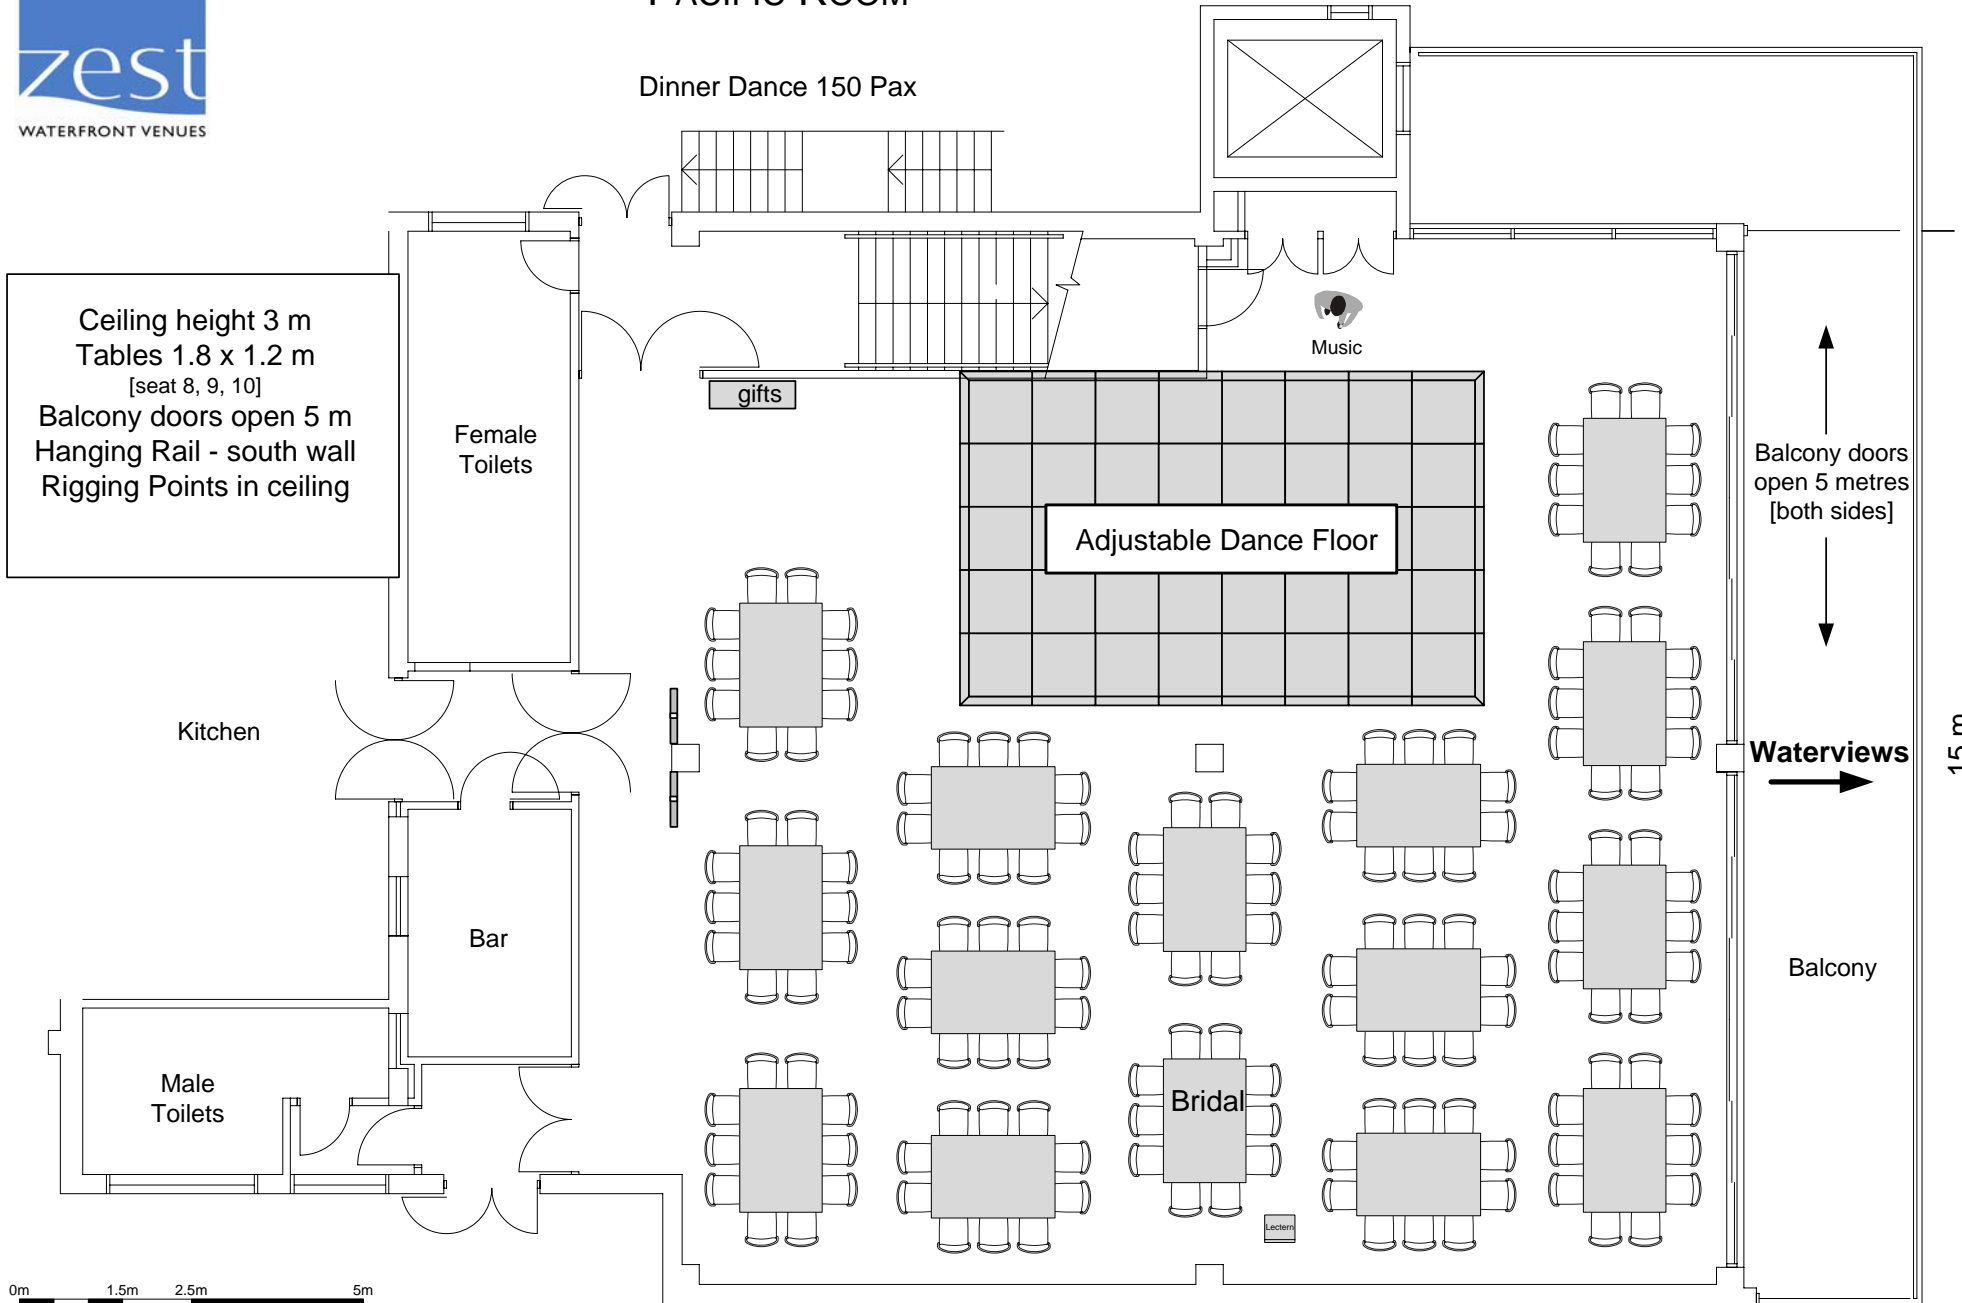 PACIFIC ROOM
zest
WATERFRONT VENUES
Dinner Dance 150 Pax
Ceiling height 3 m
Tables 1.8 x 1.2 m
[seat 8, 9, 10]
Balcony doors open 5 m
Hanging Rail - south wall
Rigging Points in ceiling
Music
gifts
Female
Toilets
Balcony doors
open 5 metres
[both sides]
Adjustable Dance Floor
Kitchen
Waterviews
15 m
Bar
Balcony
Male
Toilets
Bridal
Lectern
0m 1.5m 2.5m 5m